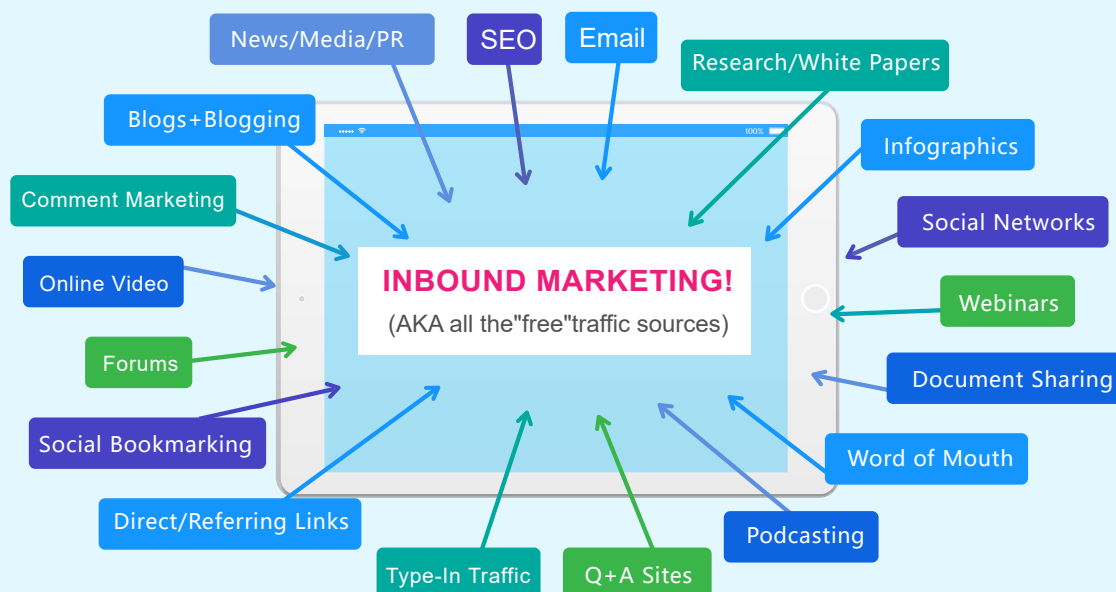 News/Media/PR
SEO
Email
Research/White Papers
Blogs+Blogging
100%
Infographics
Comment Marketing
Social Networks
Online Video
INBOUND MARKETING!
(AKA all the"free"traffic sources)
Webinars
Forums
Document Sharing
Social Bookmarking
Word of Mouth
Direct/Referring Links
Podcasting
Type-In Traffic
Q+A Sites